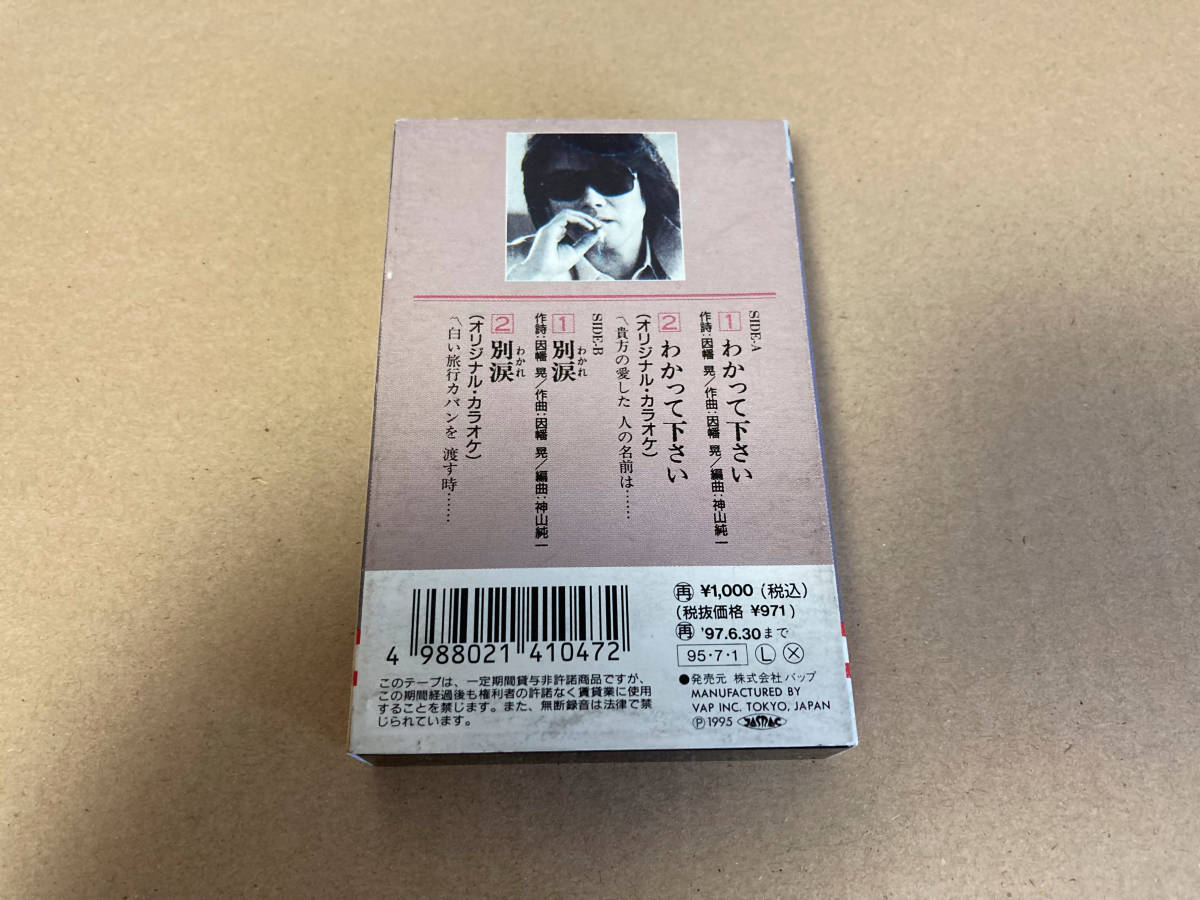 SIDE-A
1 わかって下さい
作詩:因幡 晃/作曲:因幡 晃/編曲:神山純一
2 わかって下さい
(オリジナル・カラオケ)
〽貴方の愛した 人の名前は……
SIDE-B
1 別涙
わかれ
作詩:因幡 晃/作曲:因幡 晃/編曲:神山純一
2 別涙
わかれ
(オリジナル・カラオケ)
〽白い旅行カバンを 渡す時……
4 988021 410472
このテープは、一定期間貸与非許諾商品ですが、
この期間経過後も権利者の許諾なく賃貸業に使用
することを禁じます。また、無断録音は法律で禁
じられています。
再 ¥1,000(税込)
(税抜価格 ¥971)
再 '97.6.30まで
95・7・1 L X
●発売元 株式会社バップ
MANUFACTURED BY
VAP INC. TOKYO, JAPAN
Ⓟ1995 JASRAC